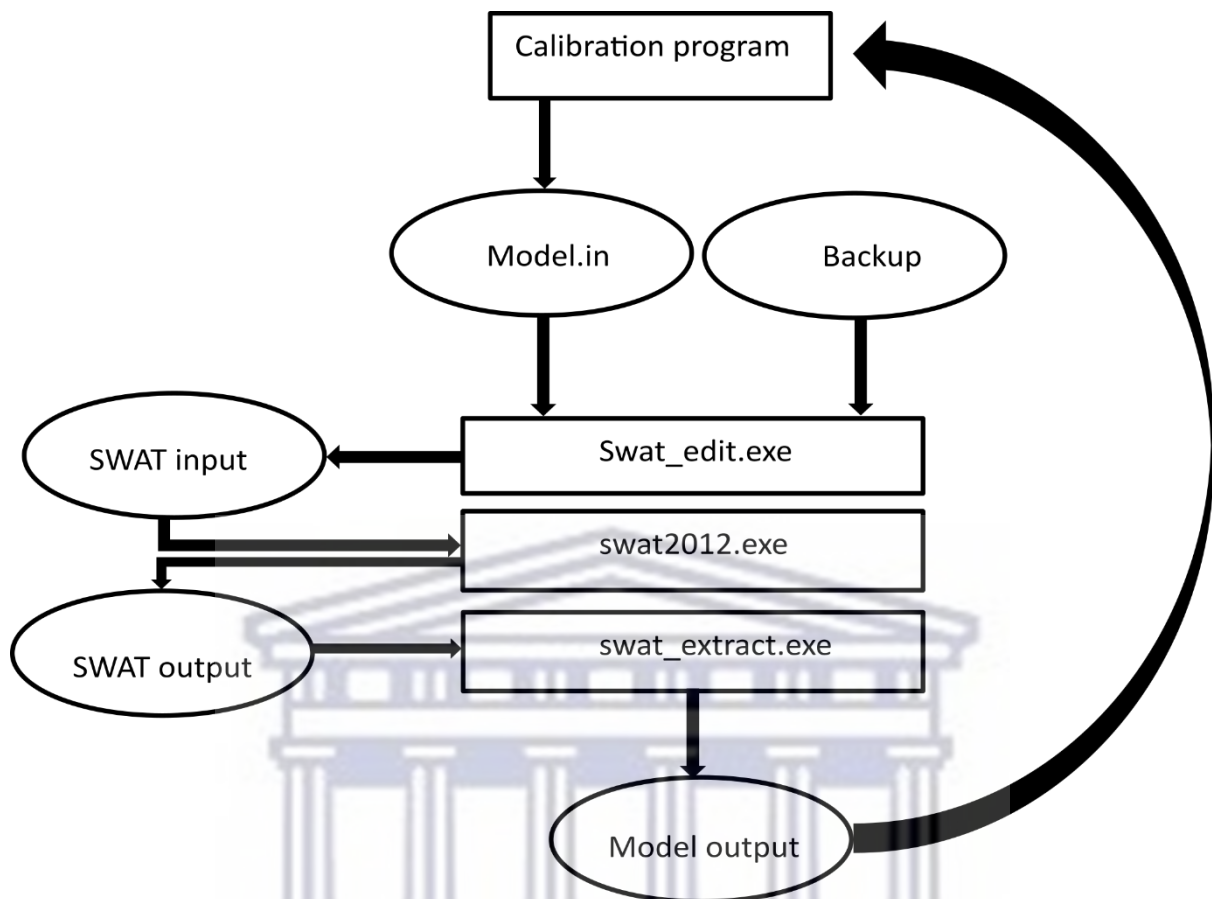 Calibration program
Model.in
Backup
Swat_edit.exe
SWAT input
swat2012.exe
swat_extract.exe
SWAT output
Model output